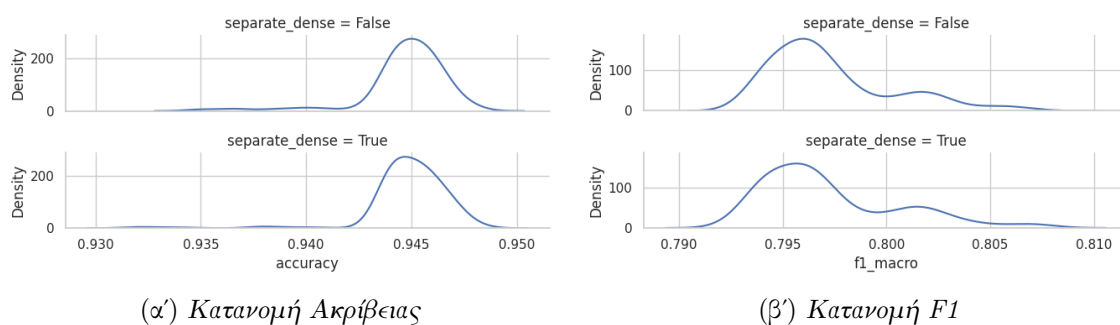 separate_dense = False
Density
200
0
separate_dense = True
Density
200
0
0.930 0.935 0.940 0.945 0.950
accuracy
(α΄) Κατανομή Ακρίβειας
separate_dense = False
Density
100
0
separate_dense = True
Density
100
0
0.790 0.795 0.800 0.805 0.810
f1_macro
(β΄) Κατανομή F1